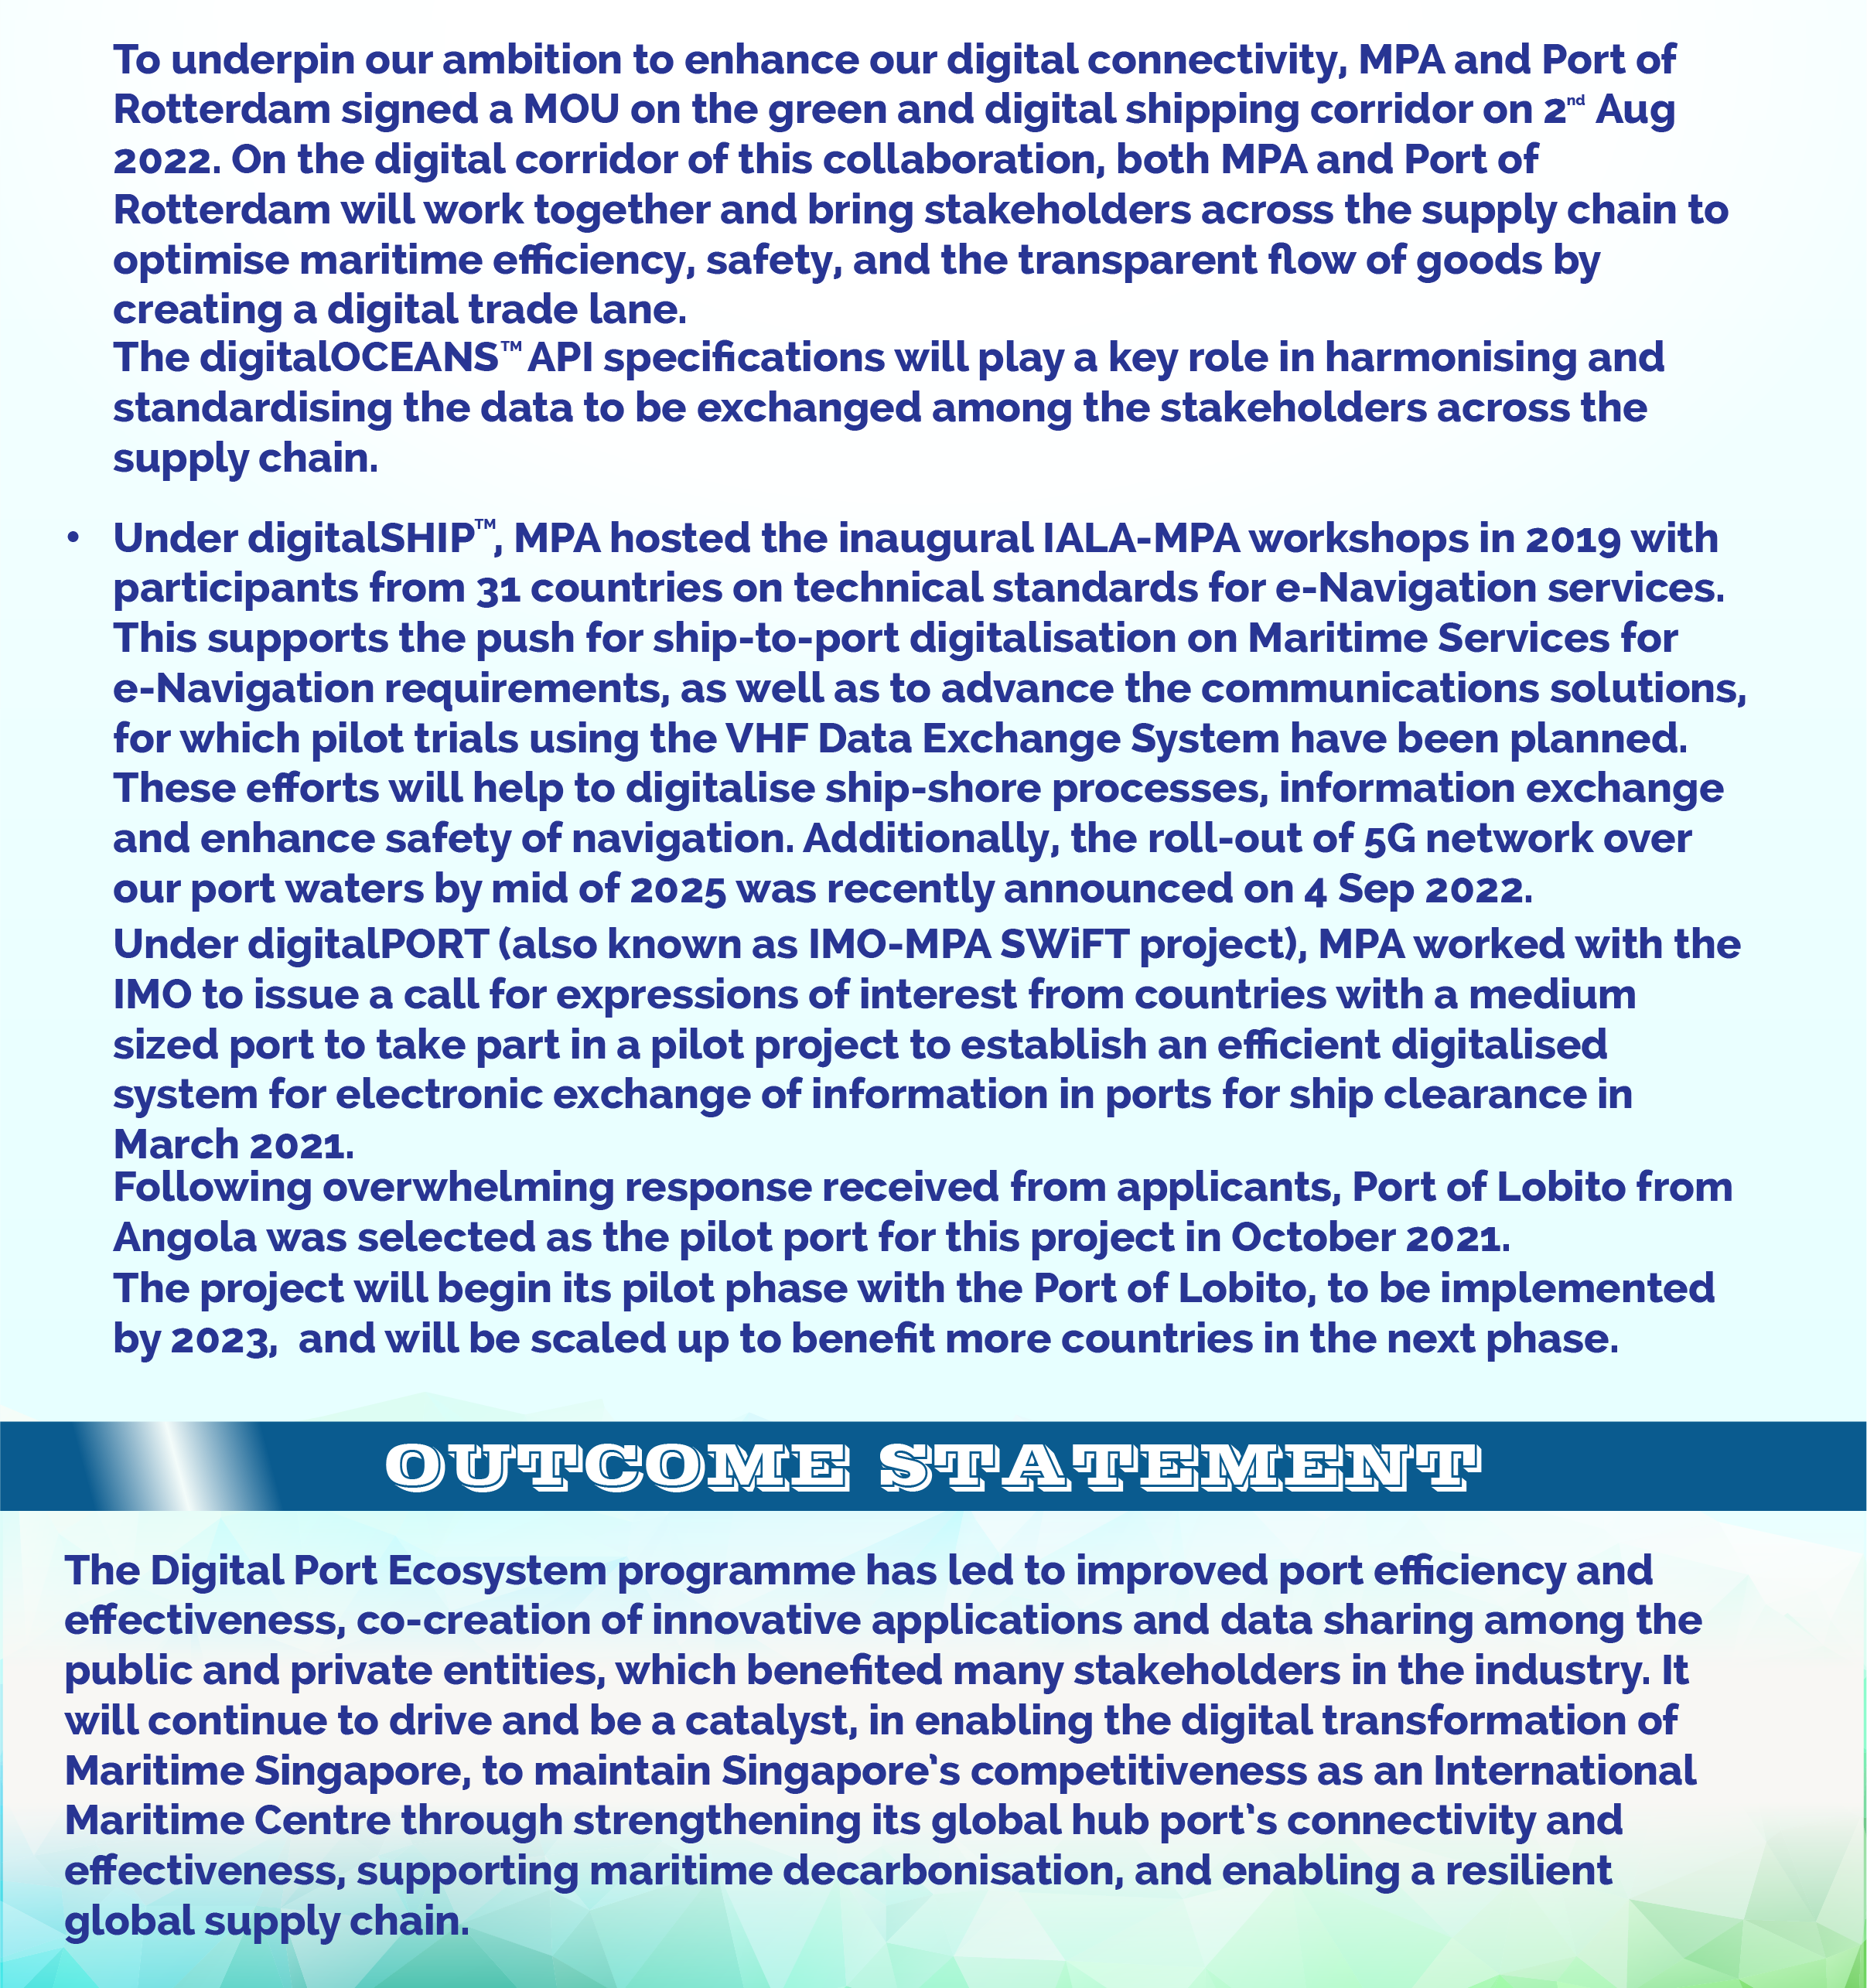 To underpin our ambition to enhance our digital connectivity, MPA and Port of
Rotterdam signed a MOU on the green and digital shipping corridor on 2nd Aug
2022. On the digital corridor of this collaboration, both MPA and Port of
Rotterdam will work together and bring stakeholders across the supply chain to
optimise maritime efficiency, safety, and the transparent flow of goods by
creating a digital trade lane.
The digitalOCEANS™ API specifications will play a key role in harmonising and
standardising the data to be exchanged among the stakeholders across the
supply chain.
• Under digitalSHIP™, MPA hosted the inaugural IALA-MPA workshops in 2019 with
participants from 31 countries on technical standards for e-Navigation services.
This supports the push for ship-to-port digitalisation on Maritime Services for
e-Navigation requirements, as well as to advance the communications solutions,
for which pilot trials using the VHF Data Exchange System have been planned.
These efforts will help to digitalise ship-shore processes, information exchange
and enhance safety of navigation. Additionally, the roll-out of 5G network over
our port waters by mid of 2025 was recently announced on 4 Sep 2022.
Under digitalPORT (also known as IMO-MPA SWiFT project), MPA worked with the
IMO to issue a call for expressions of interest from countries with a medium
sized port to take part in a pilot project to establish an efficient digitalised
system for electronic exchange of information in ports for ship clearance in
March 2021.
Following overwhelming response received from applicants, Port of Lobito from
Angola was selected as the pilot port for this project in October 2021.
The project will begin its pilot phase with the Port of Lobito, to be implemented
by 2023,  and will be scaled up to benefit more countries in the next phase.
OUTCOME STATEMENT
The Digital Port Ecosystem programme has led to improved port efficiency and
effectiveness, co-creation of innovative applications and data sharing among the
public and private entities, which benefited many stakeholders in the industry. It
will continue to drive and be a catalyst, in enabling the digital transformation of
Maritime Singapore, to maintain Singapore's competitiveness as an International
Maritime Centre through strengthening its global hub port's connectivity and
effectiveness, supporting maritime decarbonisation, and enabling a resilient
global supply chain.